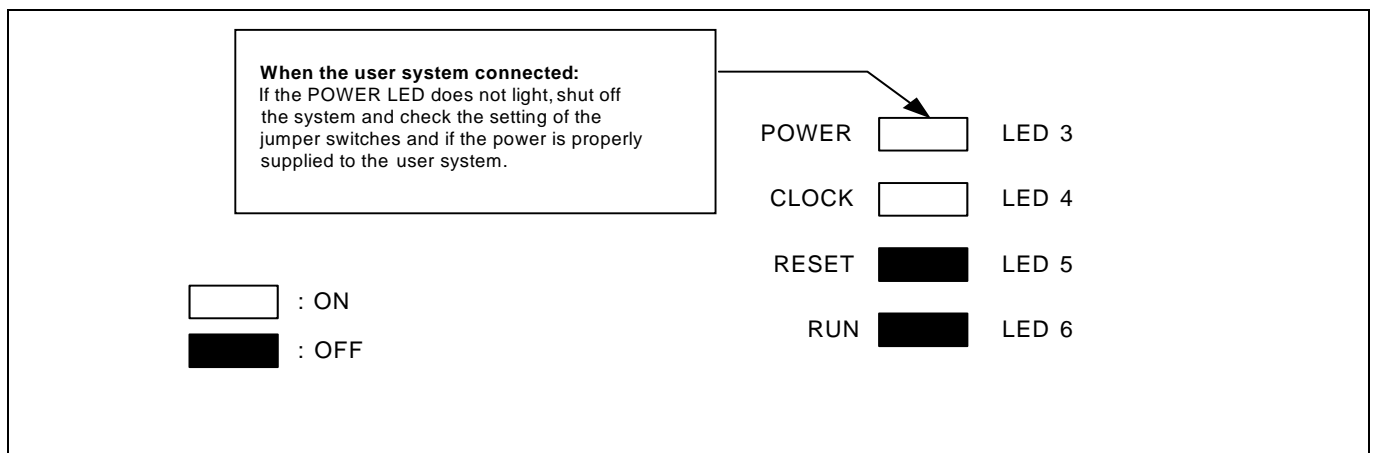 When the user system connected:
If the POWER LED does not light, shut off
the system and check the setting of the
jumper switches and if the power is properly
supplied to the user system.
POWER LED 3
CLOCK LED 4
RESET LED 5
RUN LED 6
: ON
: OFF